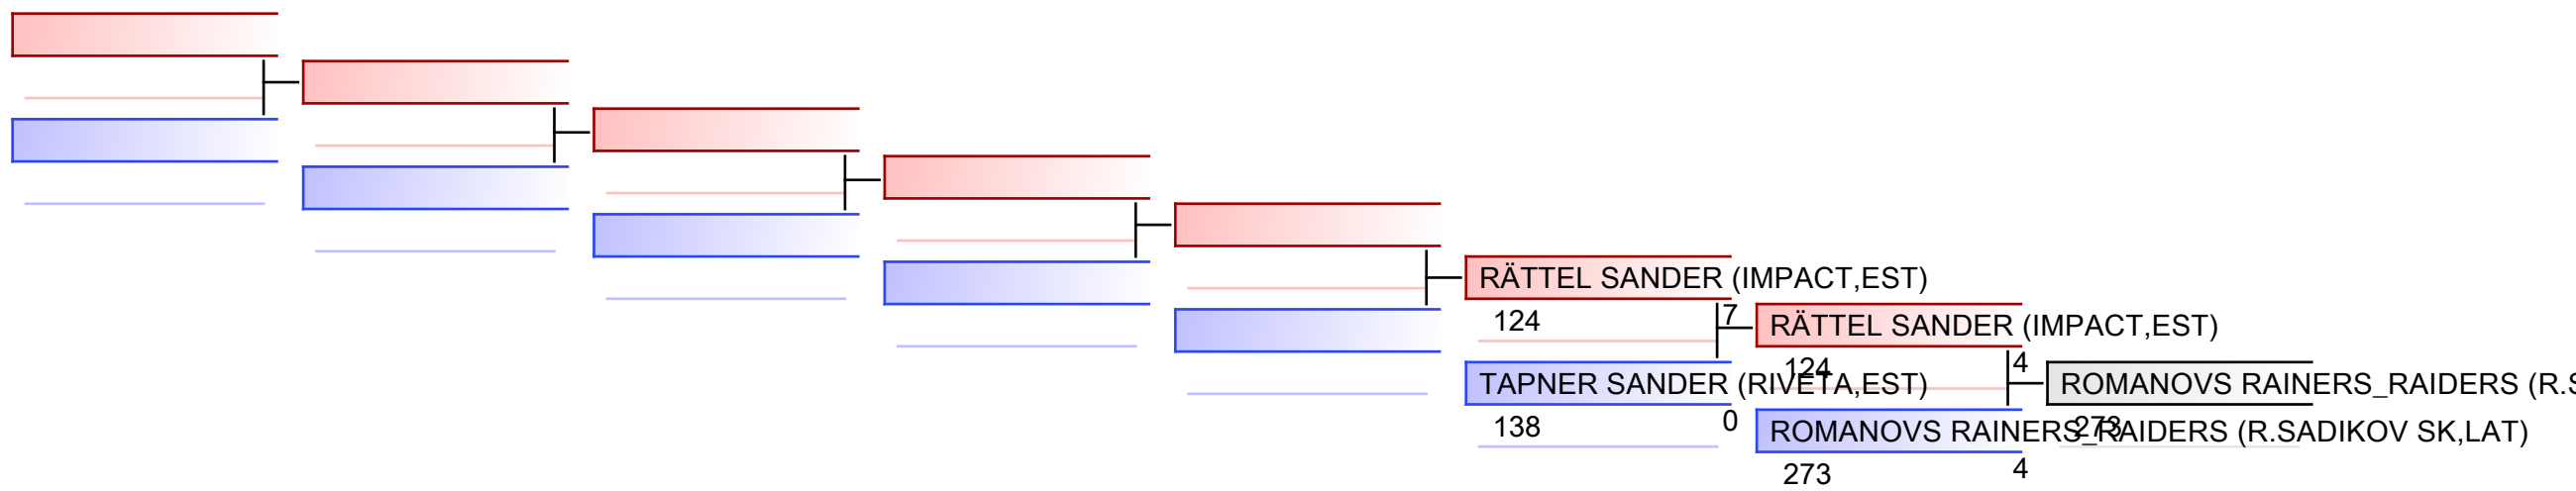 RÄTTEL SANDER (IMPACT,EST)
124
7
TAPNER SANDER (RIVETA,EST)
138
0
RÄTTEL SANDER (IMPACT,EST)
124
4
ROMANOVS RAINERS_RAIDERS (R.SADIKOV SK,LAT)
273
4
ROMANOVS RAINERS_RAIDERS (R.S
273